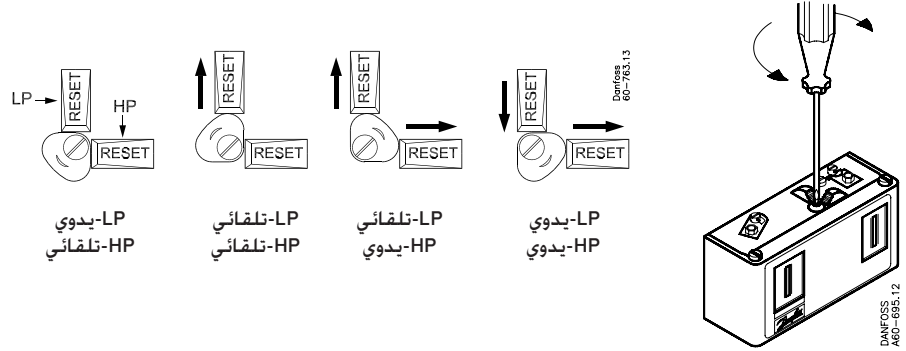 LP
HP
RESET
RESET
RESET
RESET
RESET
RESET
RESET
RESET
Danfoss
60-763.13
LP-يدوي
HP-تلقائي
LP-تلقائي
HP-تلقائي
LP-تلقائي
HP-يدوي
LP-يدوي
HP-يدوي
Danfoss
DANFOSS
A60-695.12